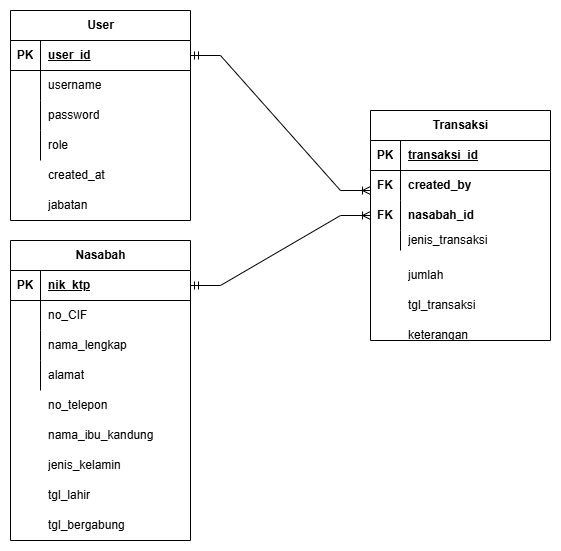 User
PK user_id
username
password
role
created_at
jabatan
Nasabah
PK nik_ktp
no_CIF
nama_lengkap
alamat
no_telepon
nama_ibu_kandung
jenis_kelamin
tgl_lahir
tgl_bergabung
Transaksi
PK transaksi_id
FK created_by
FK nasabah_id
jenis_transaksi
jumlah
tgl_transaksi
keterangan